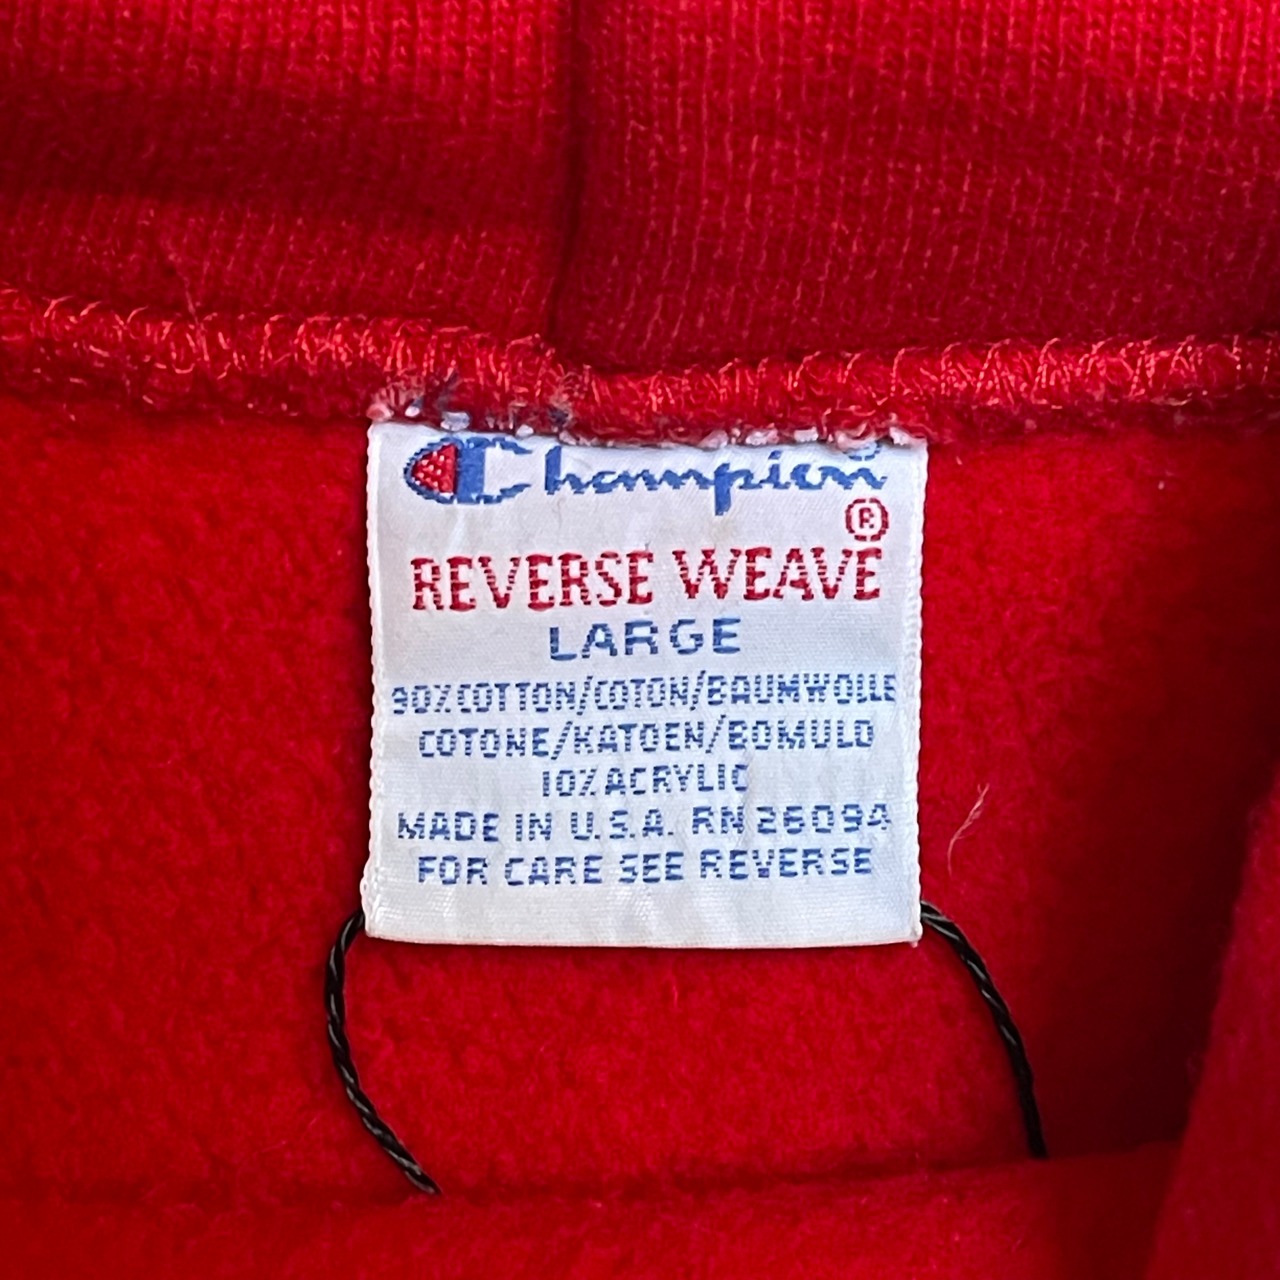 Champion
®
REVERSE WEAVE
LARGE
90% COTTON/COTON/BAUMWOLLE
COTONE/KATOEN/BOMULD
10% ACRYLIC
MADE IN U.S.A. RN 26094
FOR CARE SEE REVERSE